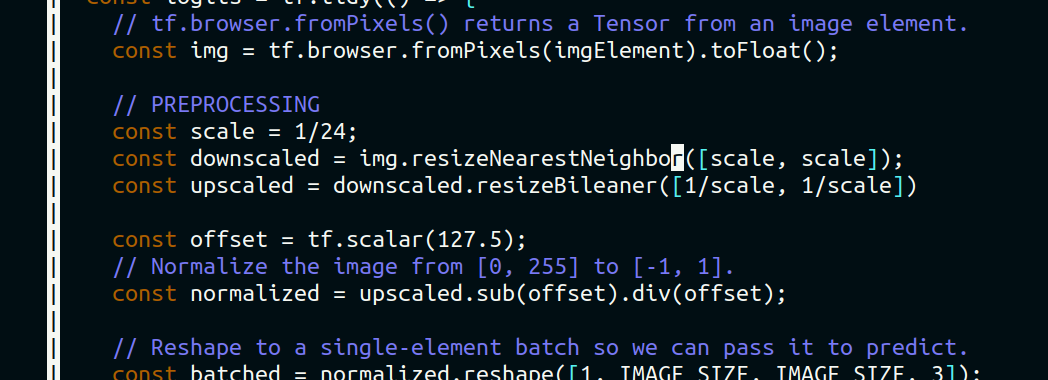 const logits = tf.tidy(() => {
// tf.browser.fromPixels() returns a Tensor from an image element.
const img = tf.browser.fromPixels(imgElement).toFloat();
// PREPROCESSING
const scale = 1/24;
const downscaled = img.resizeNearestNeighbor([scale, scale]);
const upscaled = downscaled.resizeBileaner([1/scale, 1/scale])
const offset = tf.scalar(127.5);
// Normalize the image from [0, 255] to [-1, 1].
const normalized = upscaled.sub(offset).div(offset);
// Reshape to a single-element batch so we can pass it to predict.
const batched = normalized.reshape([1, IMAGE_SIZE, IMAGE_SIZE, 3]);